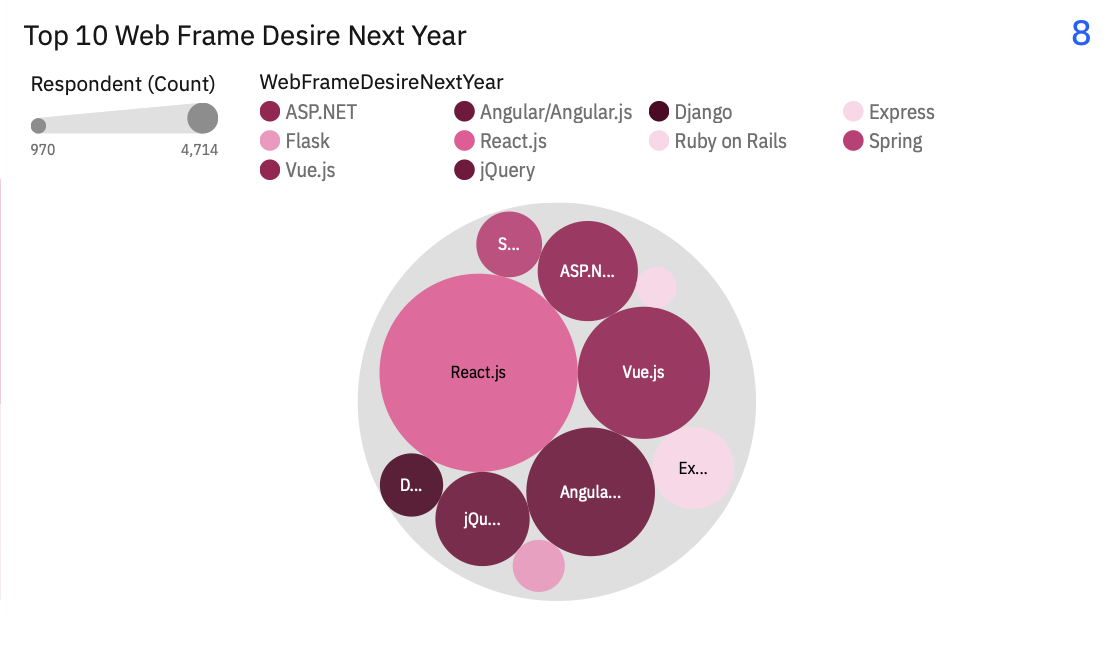 Top 10 Web Frame Desire Next Year
8
Respondent (Count)
970
4,714
WebFrameDesireNextYear
ASP.NET
Angular/Angular.js
Django
Express
Flask
React.js
Ruby on Rails
Spring
Vue.js
jQuery
S...
ASP.N...
React.js
Vue.js
Ex...
D...
Angula...
jQu...